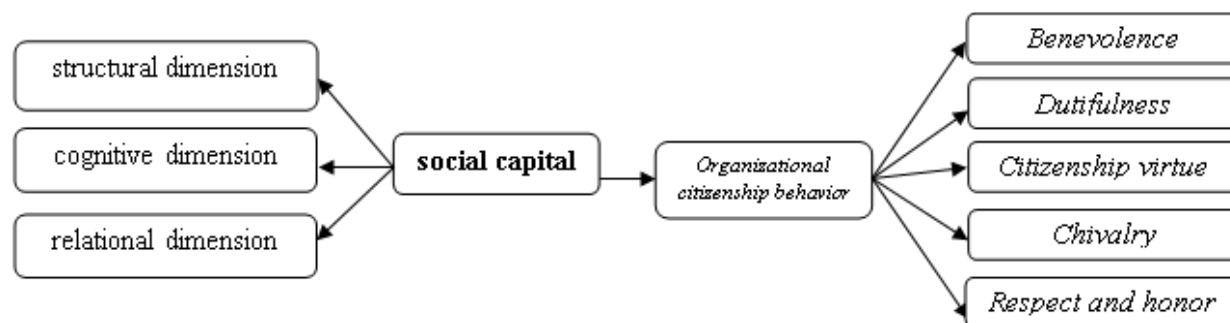 structural dimension
cognitive dimension
relational dimension
social capital
Organizational
citizenship behavior
Benevolence
Dutifulness
Citizenship virtue
Chivalry
Respect and honor